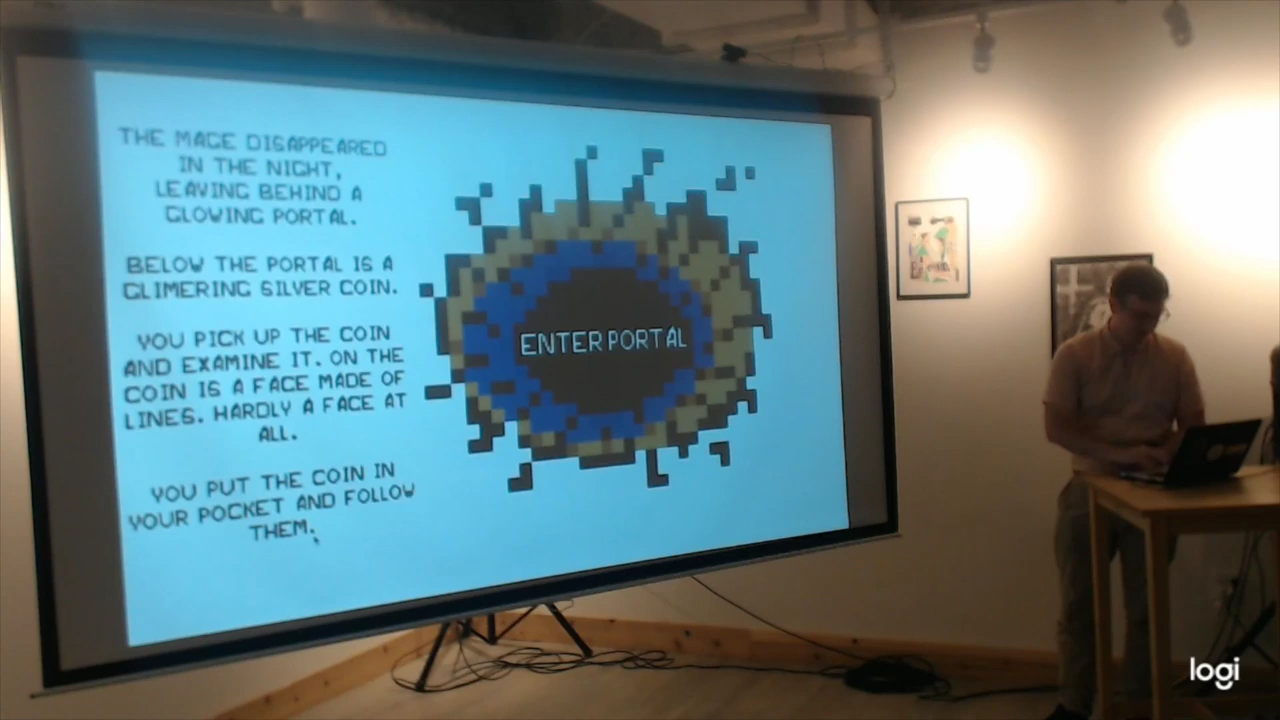 THE MAGE DISAPPEARED
IN THE NIGHT,
LEAVING BEHIND A
GLOWING PORTAL.
BELOW THE PORTAL IS A
GLIMERING SILVER COIN.
YOU PICK UP THE COIN
AND EXAMINE IT. ON THE
COIN IS A FACE MADE OF
LINES. HARDLY A FACE AT
ALL.
YOU PUT THE COIN IN
YOUR POCKET AND FOLLOW
THEM.
ENTER PORTAL
logi